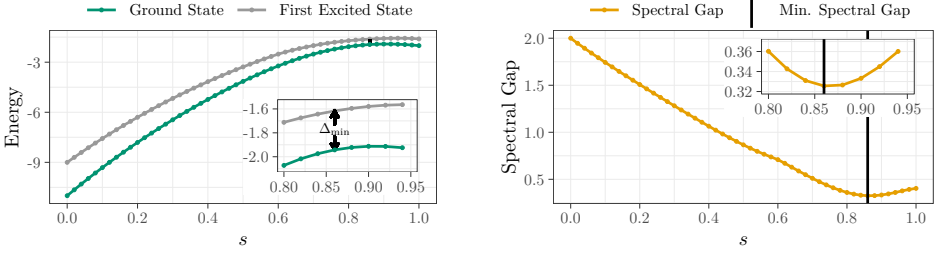 Ground State First Excited State
Energy
-3
-6
-9
0.0 0.2 0.4 0.6 0.8 1.0
s
-1.6
-1.8
-2.0
0.80 0.85 0.90 0.95
Δmin
Spectral Gap Min. Spectral Gap
Spectral Gap
2.0
1.5
1.0
0.5
0.0 0.2 0.4 0.6 0.8 1.0
s
0.36
0.34
0.32
0.80 0.85 0.90 0.95